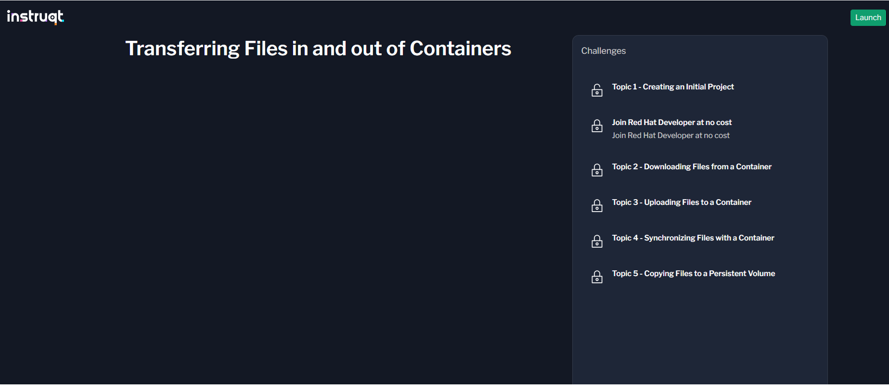 instruqt
Launch
Transferring Files in and out of Containers
Challenges
Topic 1 - Creating an Initial Project
Join Red Hat Developer at no cost
Join Red Hat Developer at no cost
Topic 2 - Downloading Files from a Container
Topic 3 - Uploading Files to a Container
Topic 4 - Synchronizing Files with a Container
Topic 5 - Copying Files to a Persistent Volume